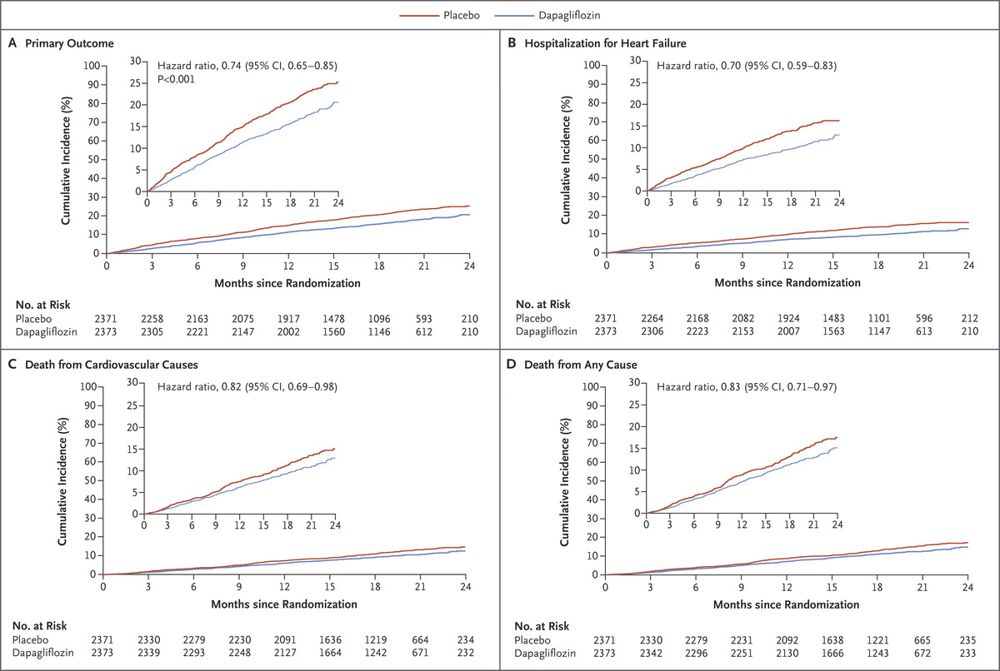 Placebo Dapagliflozin
A Primary Outcome
Cumulative Incidence (%)
100
90
80
70
60
50
40
30
20
10
0
0 3 6 9 12 15 18 21 24
Months since Randomization
30
25
20
15
10
5
0
0 3 6 9 12 15 18 21 24
Hazard ratio, 0.74 (95% CI, 0.65–0.85)
P<0.001
No. at Risk
Placebo 2371 2258 2163 2075 1917 1478 1096 593 210
Dapagliflozin 2373 2305 2221 2147 2002 1560 1146 612 210
B Hospitalization for Heart Failure
Cumulative Incidence (%)
100
90
80
70
60
50
40
30
20
10
0
0 3 6 9 12 15 18 21 24
Months since Randomization
30
25
20
15
10
5
0
0 3 6 9 12 15 18 21 24
Hazard ratio, 0.70 (95% CI, 0.59–0.83)
No. at Risk
Placebo 2371 2264 2168 2082 1924 1483 1101 596 212
Dapagliflozin 2373 2306 2223 2153 2007 1563 1147 613 210
C Death from Cardiovascular Causes
Cumulative Incidence (%)
100
90
80
70
60
50
40
30
20
10
0
0 3 6 9 12 15 18 21 24
Months since Randomization
30
25
20
15
10
5
0
0 3 6 9 12 15 18 21 24
Hazard ratio, 0.82 (95% CI, 0.69–0.98)
No. at Risk
Placebo 2371 2330 2279 2230 2091 1636 1219 664 234
Dapagliflozin 2373 2339 2293 2248 2127 1664 1242 671 232
D Death from Any Cause
Cumulative Incidence (%)
100
90
80
70
60
50
40
30
20
10
0
0 3 6 9 12 15 18 21 24
Months since Randomization
30
25
20
15
10
5
0
0 3 6 9 12 15 18 21 24
Hazard ratio, 0.83 (95% CI, 0.71–0.97)
No. at Risk
Placebo 2371 2330 2279 2231 2092 1638 1221 665 235
Dapagliflozin 2373 2342 2296 2251 2130 1666 1243 672 233